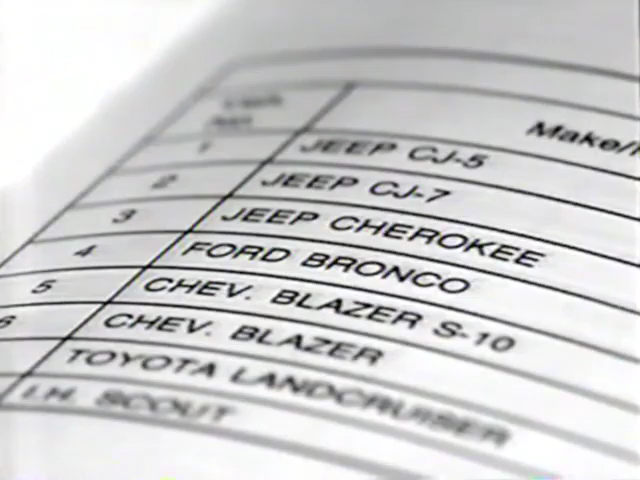 Make/
1 JEEP CJ-5
2 JEEP CJ-7
3 JEEP CHEROKEE
4 FORD BRONCO
5 CHEV. BLAZER S-10
6 CHEV. BLAZER
TOYOTA LANDCRUISER
I.H. SCOUT